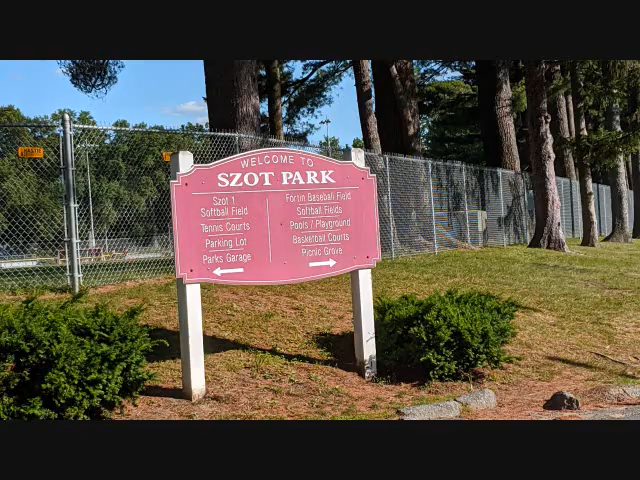 WELCOME TO
SZOT PARK
Szot 1
Softball Field
Tennis Courts
Parking Lot
Parks Garage
Fortin Baseball Field
Softball Fields
Pools / Playground
Basketball Courts
Picnic Grove